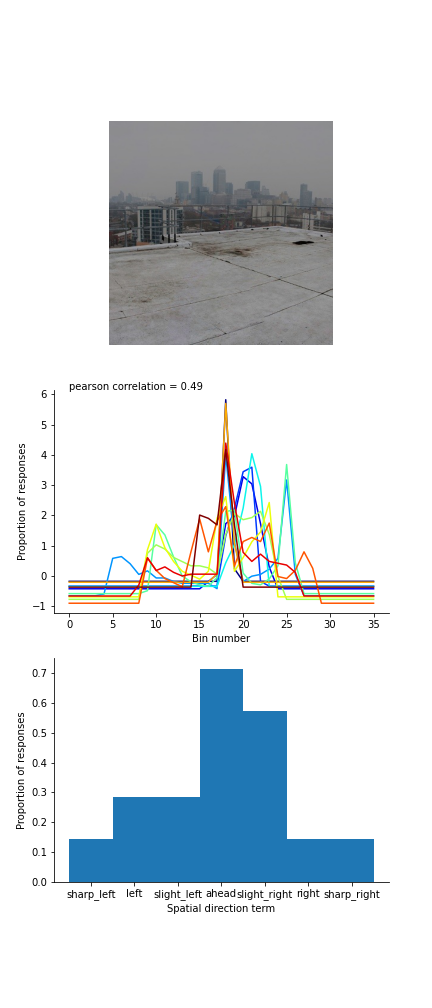 pearson correlation = 0.49
Proportion of responses
6
5
4
3
2
1
0
−1
0 5 10 15 20 25 30 35
Bin number
Proportion of responses
0.7
0.6
0.5
0.4
0.3
0.2
0.1
0.0
sharp_left left slight_left ahead slight_right right sharp_right
Spatial direction term